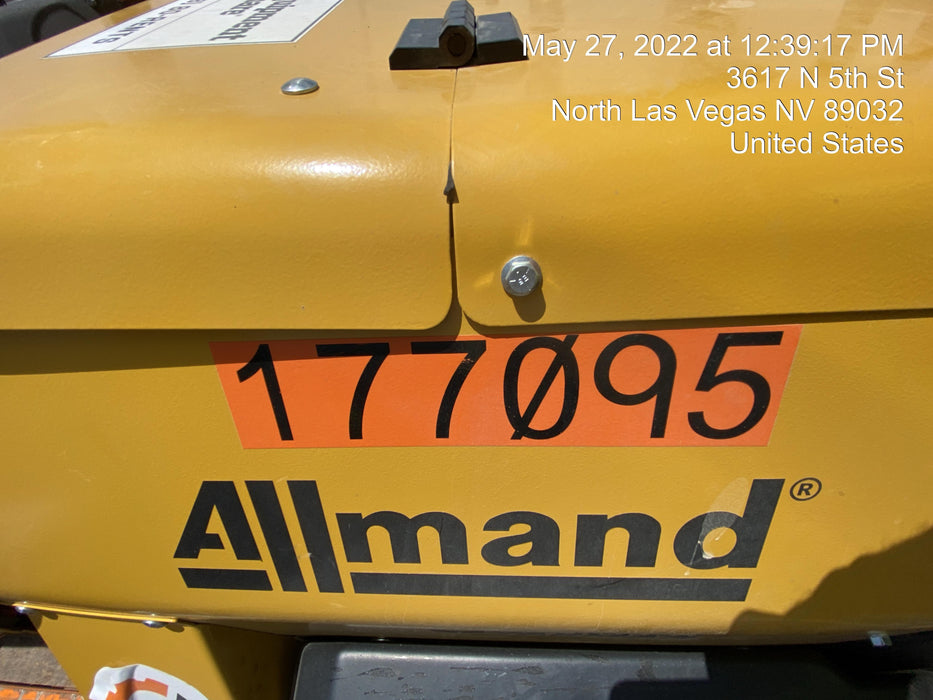 May 27, 2022 at 12:39:17 PM
3617 N 5th St
North Las Vegas NV 89032
United States
177095
Allmand®